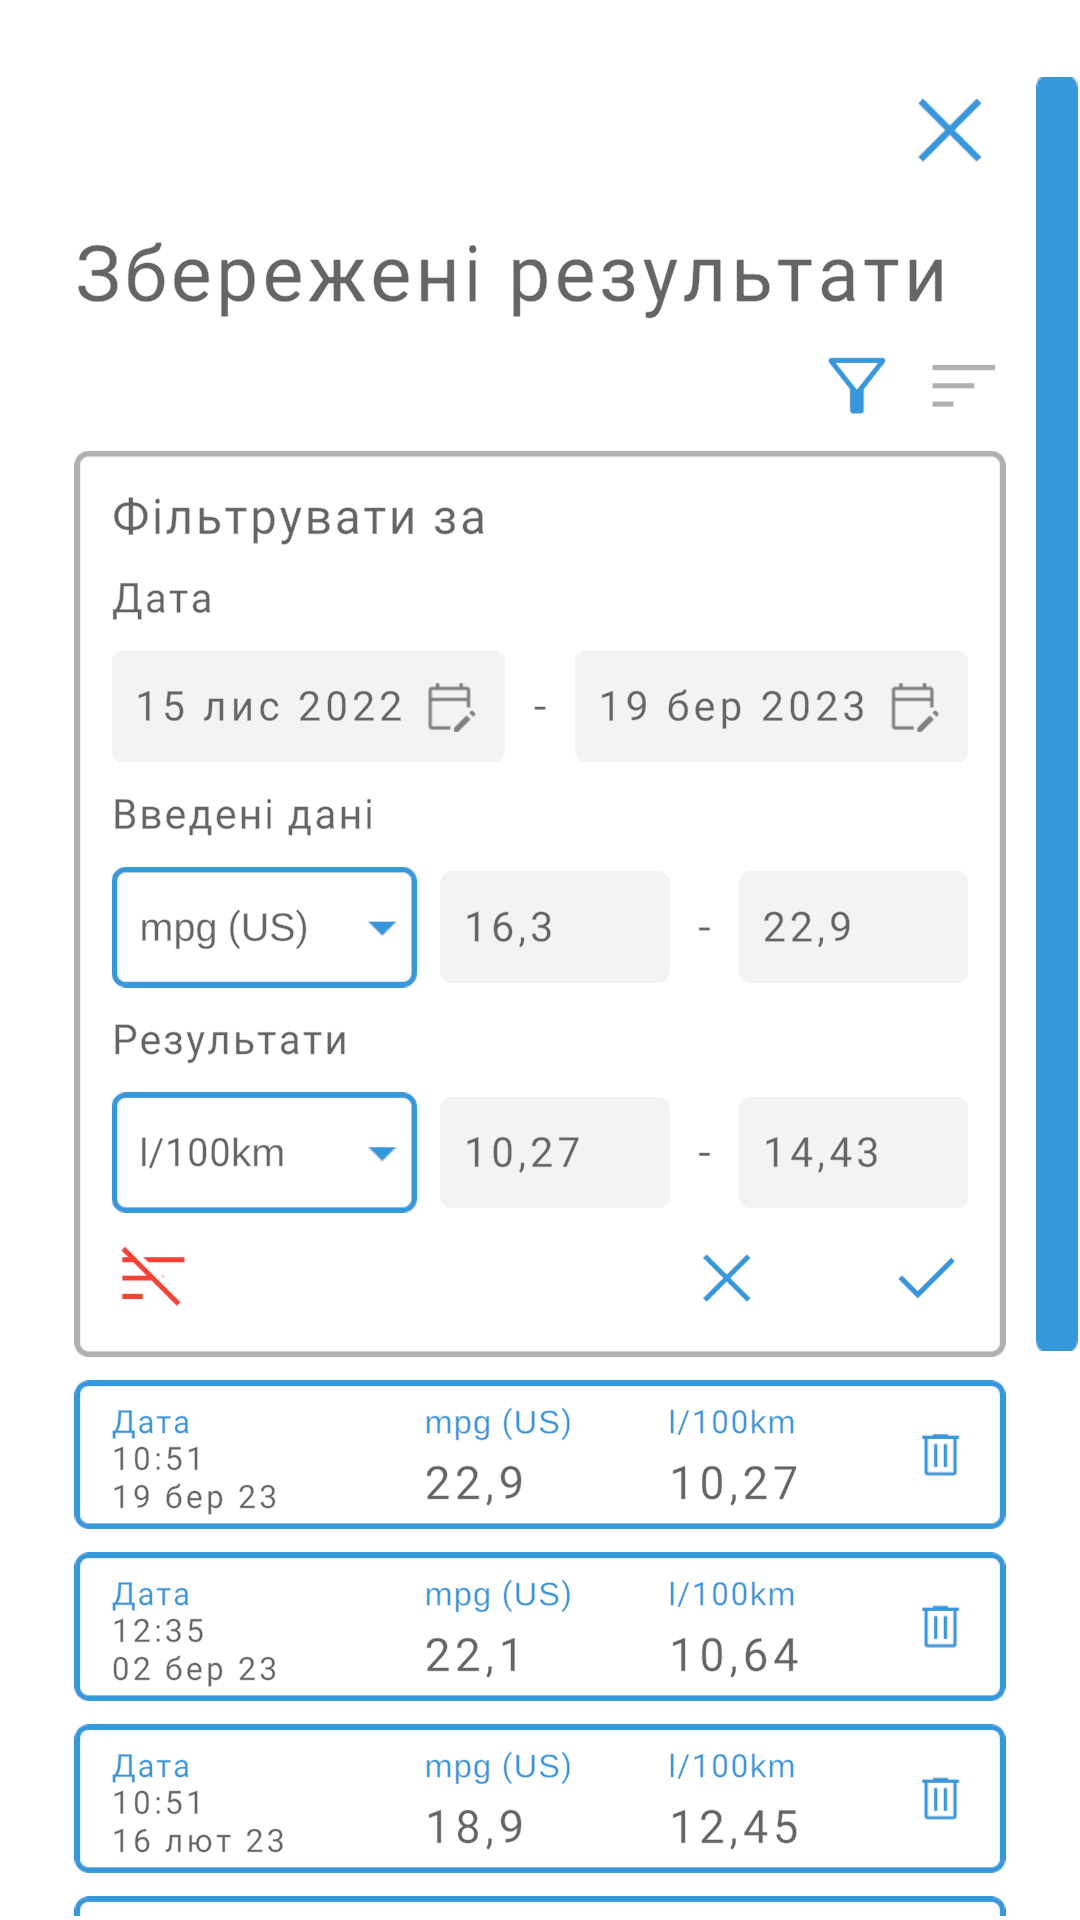 Збережені результати
Фільтрувати за
Дата
15 лис 2022 - 19 бер 2023
Введені дані
mpg (US) 16,3 - 22,9
Результати
l/100km 10,27 - 14,43
Дата mpg (US) l/100km
10:51
22,9 10,27
19 бер 23
Дата mpg (US) l/100km
12:35
22,1 10,64
02 бер 23
Дата mpg (US) l/100km
10:51
18,9 12,45
16 лют 23